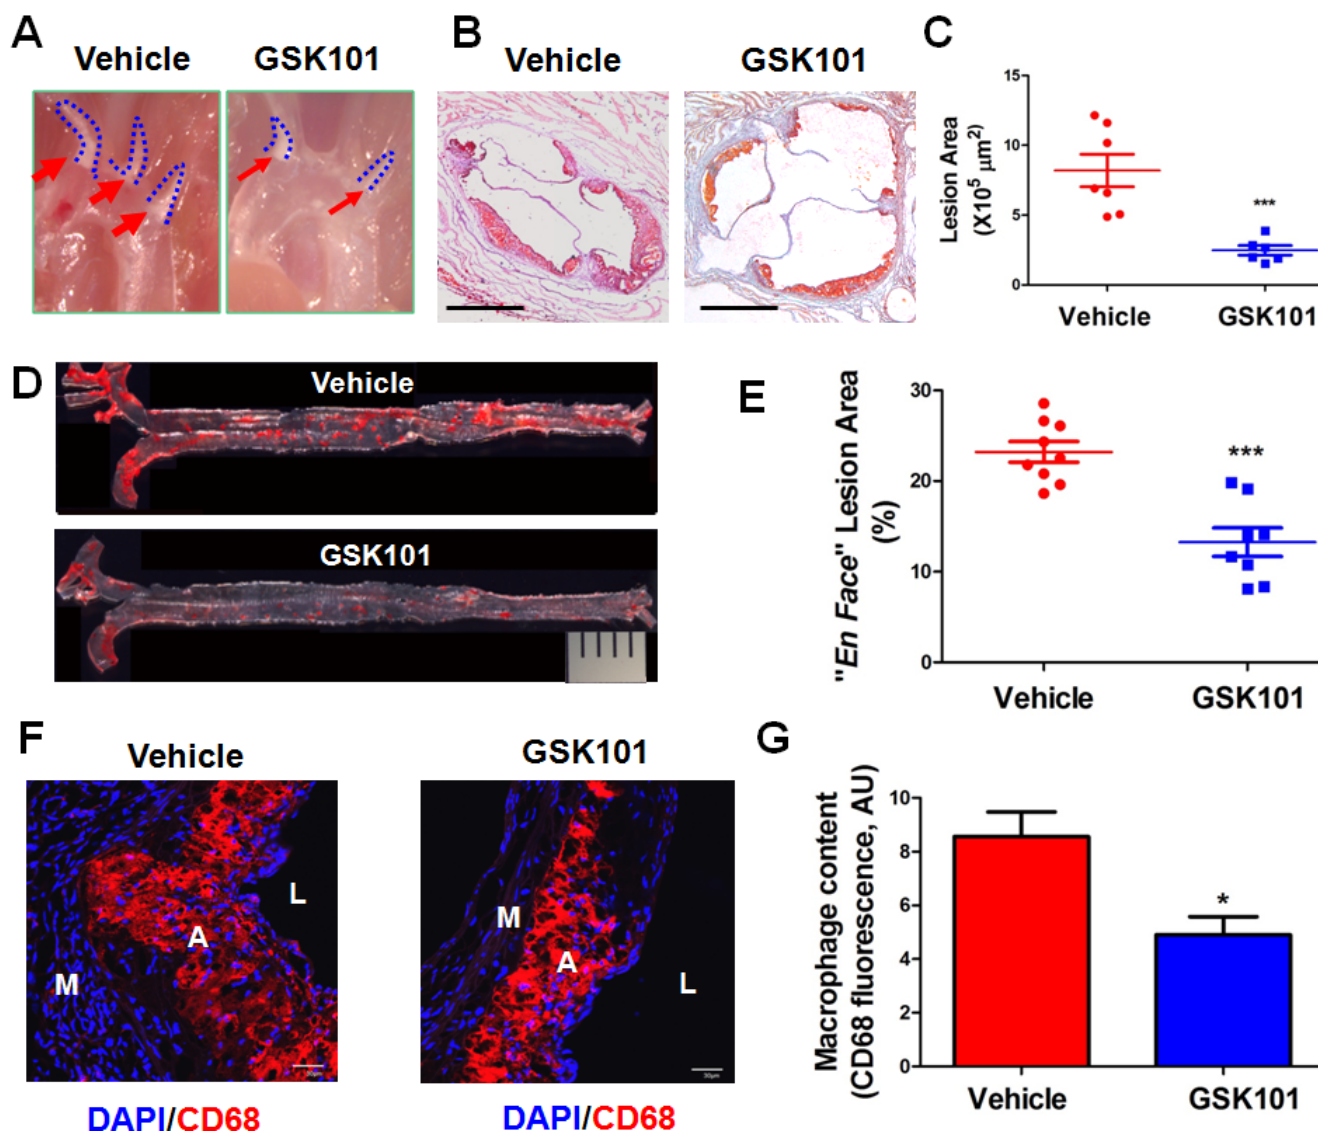 A
Vehicle
GSK101
B
Vehicle
GSK101
C
Lesion Area
(X10⁵ μm²)
15
10
5
0
***
Vehicle
GSK101
D
Vehicle
GSK101
E
"En Face" Lesion Area
(%)
30
20
10
0
***
Vehicle
GSK101
F
Vehicle
GSK101
L
A
M
M
A
L
30μm
30μm
DAPI/CD68
DAPI/CD68
G
Macrophage content
(CD68 fluorescence, AU)
10
8
6
4
2
0
*
Vehicle
GSK101